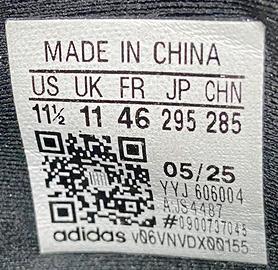 MADE IN CHINA
US UK FR JP CHN
11½ 11 46 295 285
05/25
YYJ 606004
AJS4487
#0900737045
adidas V06VNVDX00155